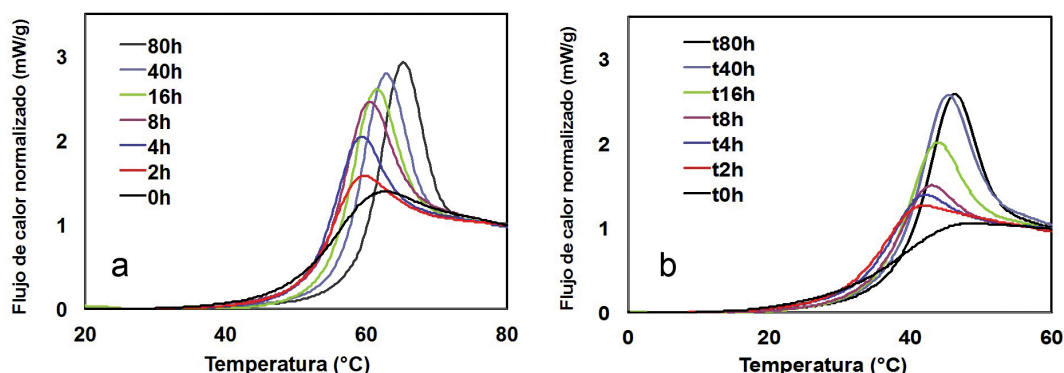 Flujo de calor normalizado (mW/g)
3
2
1
0
80h
40h
16h
8h
4h
2h
0h
a
20
40
60
80
Temperatura (°C)
Flujo de calor normalizado (mW/g)
3
2
1
0
t80h
t40h
t16h
t8h
t4h
t2h
t0h
b
0
20
40
60
Temperatura (°C)